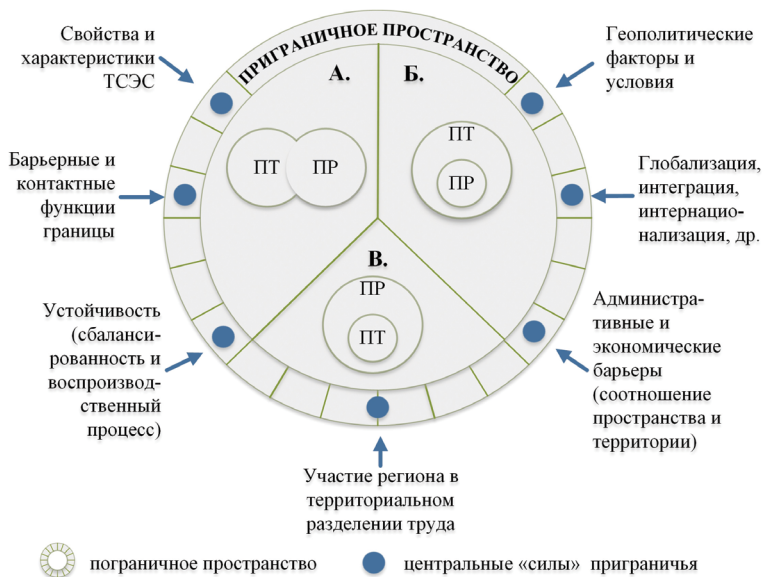 Свойства и
характеристики
ТСЭС
ПРИГРАНИЧНОЕ ПРОСТРАНСТВО
Геополитические
факторы и
условия
А.
Б.
ПТ
ПР
ПТ
ПР
Барьерные и
контактные
функции
границы
Глобализация,
интеграция,
интернацио-
нализация, др.
В.
ПР
ПТ
Устойчивость
(сбаланси-
рованность и
воспроизвод-
ственный
процесс)
Администра-
тивные и
экономические
барьеры
(соотношение
пространства и
территории)
Участие региона в
территориальном
разделении труда
пограничное пространство
центральные «силы» приграничья